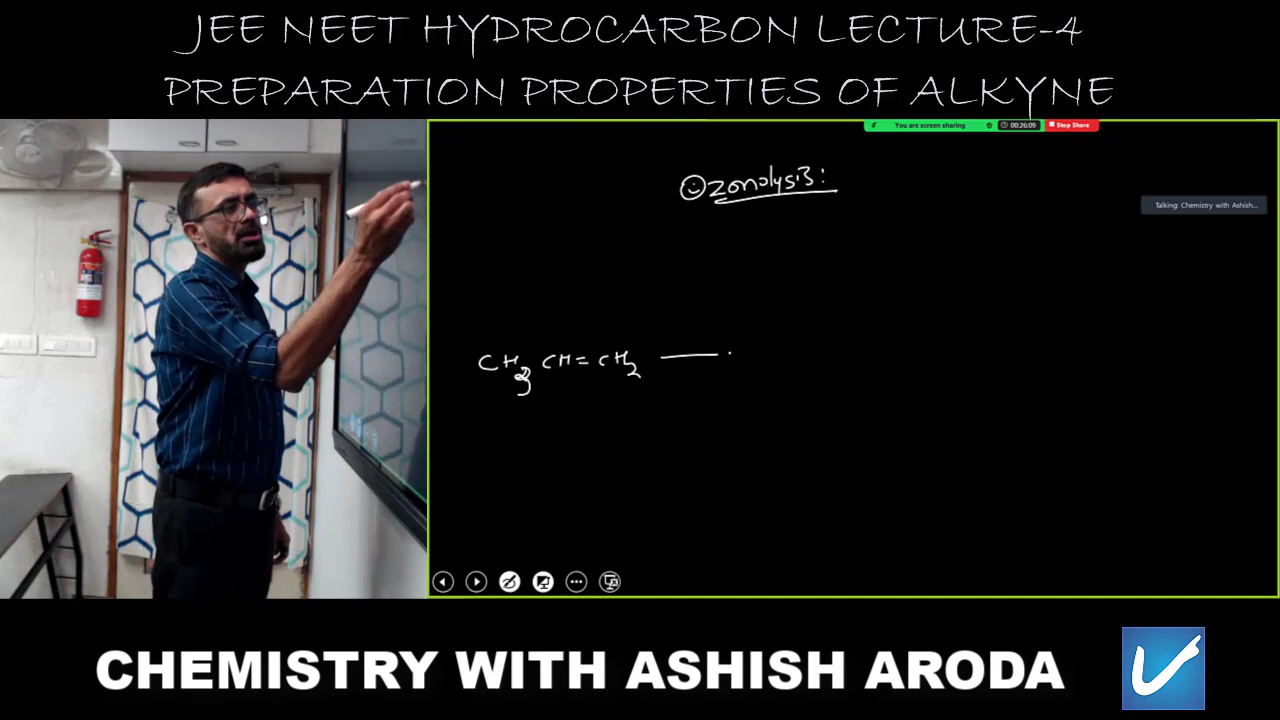 JEE NEET HYDROCARBON LECTURE-4
PREPARATION PROPERTIES OF ALKYNE
You are screen sharing 00:26:09 Stop Share
Ozonolysis:
Talking: Chemistry with Ashish...
CH3 CH=CH2
CHEMISTRY WITH ASHISH ARODA